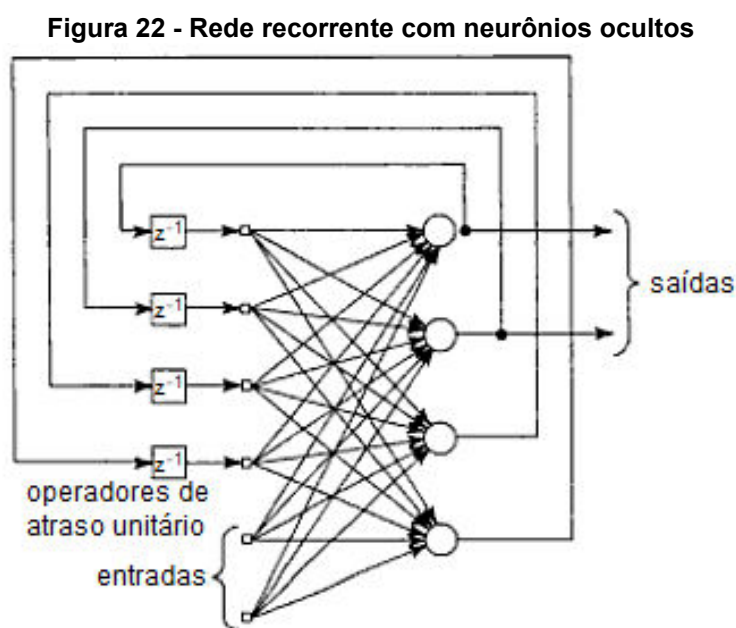 Figura 22 - Rede recorrente com neurônios ocultos
z-1
z-1
z-1
z-1
saídas
operadores de
atraso unitário
entradas